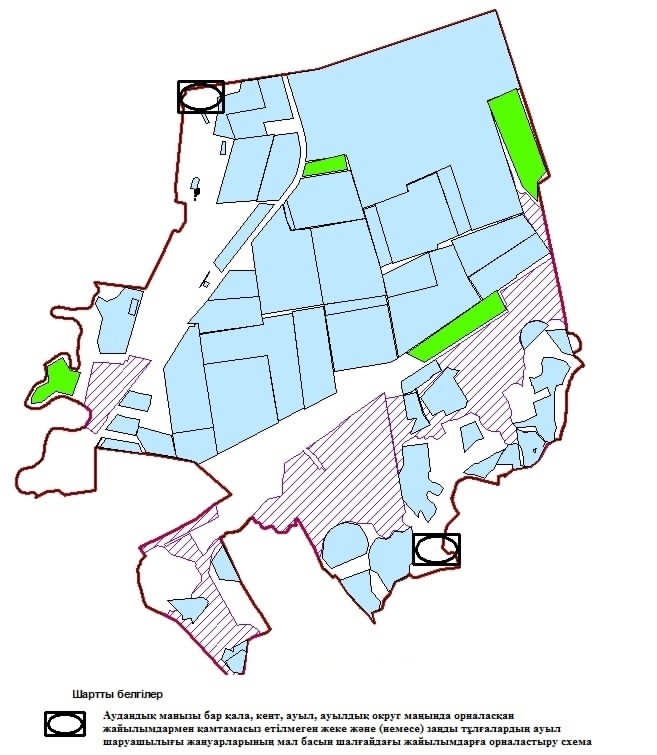 Шартты белгілер
Аудандық манызы бар қала, кент, ауыл, ауылдық округ маңында орналасқан
жайылымдармен қамтамасыз етілмеген жеке және (немесе) заңды тұлғалардың ауыл
шаруашылығы жануарларының мал басын шалғайдағы жайылымдарға орналастыру схема